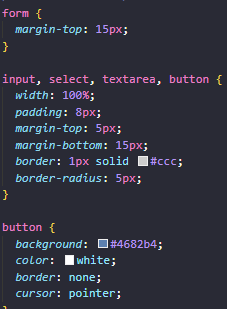 form {
margin-top: 15px;
}
input, select, textarea, button {
width: 100%;
padding: 8px;
margin-top: 5px;
margin-bottom: 15px;
border: 1px solid #ccc;
border-radius: 5px;
}
button {
background: #4682b4;
color: white;
border: none;
cursor: pointer;